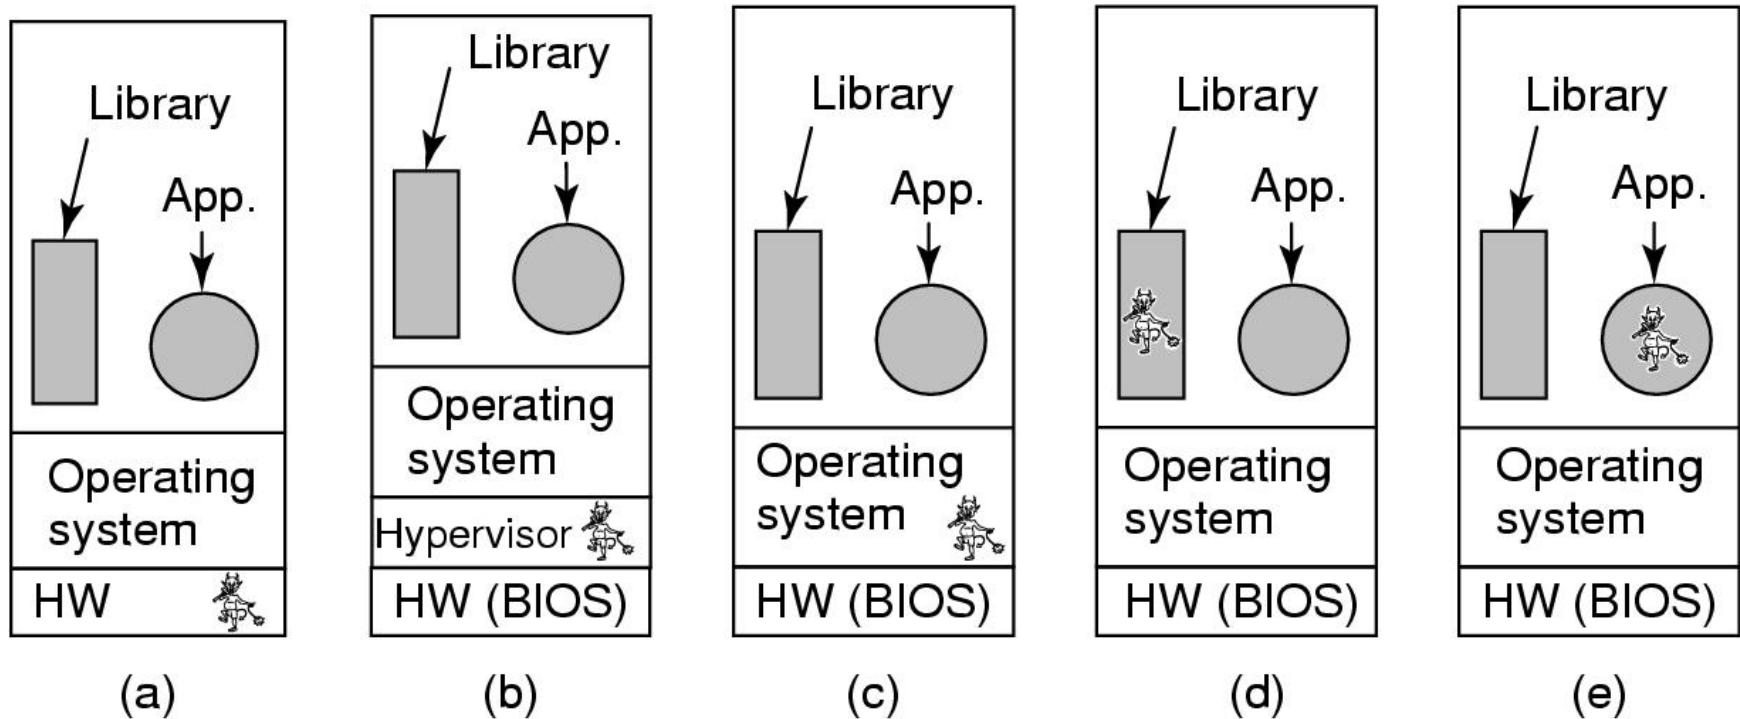 Library
App.
Operating
system
HW
(a)
Library
App.
Operating
system
Hypervisor
HW (BIOS)
(b)
Library
App.
Operating
system
HW (BIOS)
(c)
Library
App.
Operating
system
HW (BIOS)
(d)
Library
App.
Operating
system
HW (BIOS)
(e)